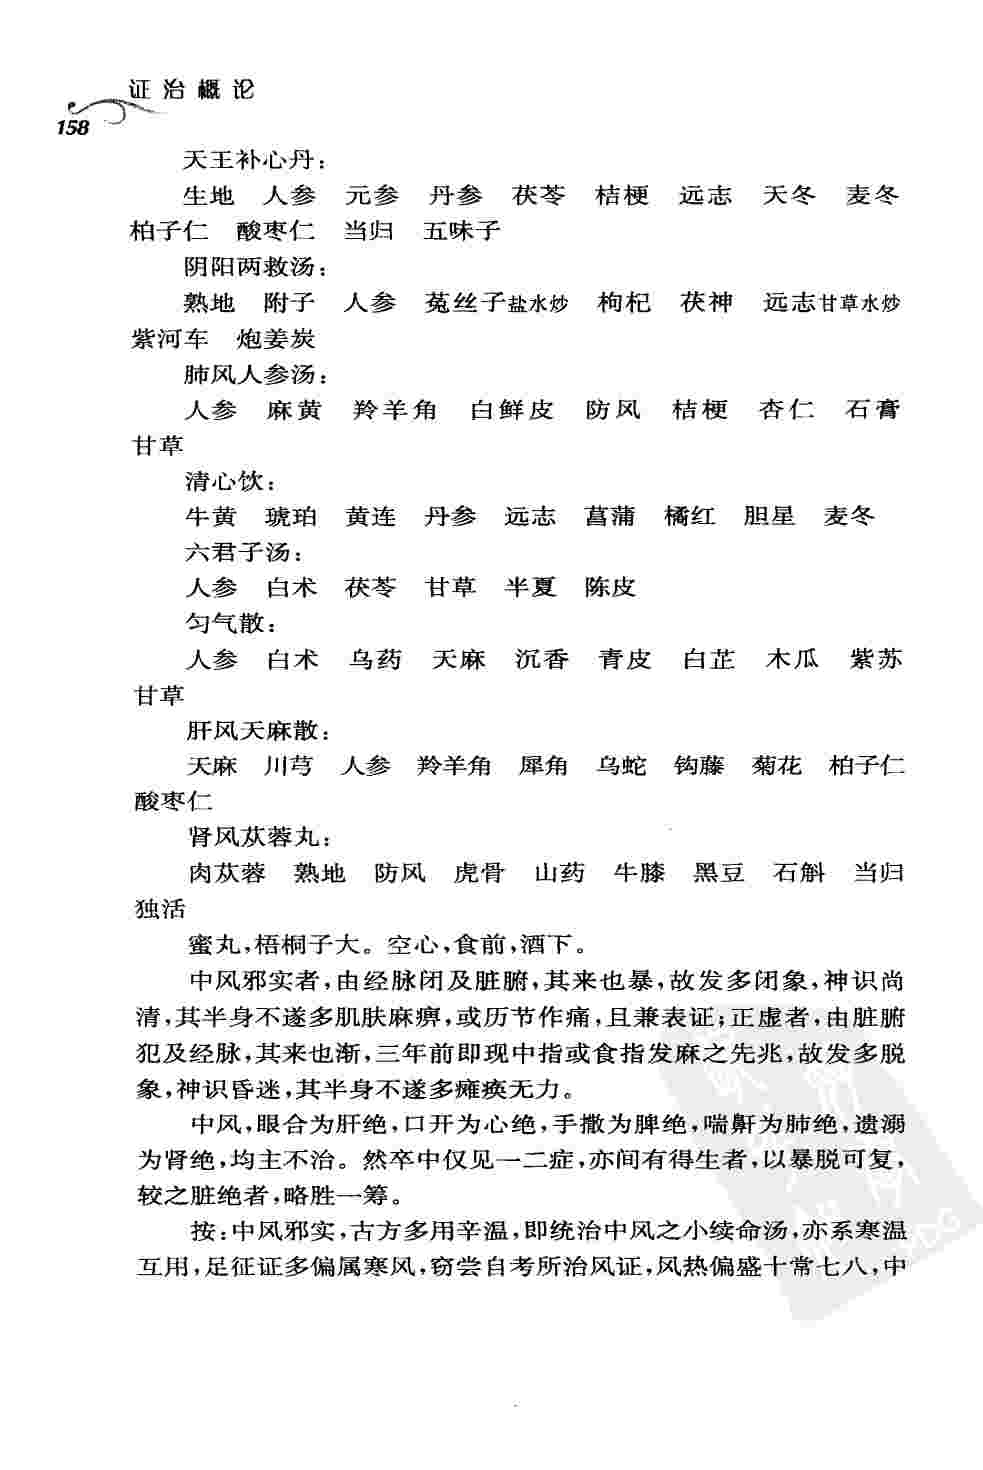 证治概论
158
天王补心丹：
生地　人参　元参　丹参　茯苓　桔梗　远志　天冬　麦冬
柏子仁　酸枣仁　当归　五味子
阴阳两救汤：
熟地　附子　人参　菟丝子盐水炒　枸杞　茯神　远志甘草水炒
紫河车　炮姜炭
肺风人参汤：
人参　麻黄　羚羊角　白鲜皮　防风　桔梗　杏仁　石膏
甘草
清心饮：
牛黄　琥珀　黄连　丹参　远志　菖蒲　橘红　胆星　麦冬
六君子汤：
人参　白术　茯苓　甘草　半夏　陈皮
匀气散：
人参　白术　乌药　天麻　沉香　青皮　白芷　木瓜　紫苏
甘草
肝风天麻散：
天麻　川芎　人参　羚羊角　犀角　乌蛇　钩藤　菊花　柏子仁
酸枣仁
肾风苁蓉丸：
肉苁蓉　熟地　防风　虎骨　山药　牛膝　黑豆　石斛　当归
独活
蜜丸，梧桐子大。空心，食前，酒下。
中风邪实者，由经脉闭及脏腑，其来也暴，故发多闭象，神识尚
清，其半身不遂多肌肤麻痹，或历节作痛，且兼表证；正虚者，由脏腑
犯及经脉，其来也渐，三年前即现中指或食指发麻之先兆，故发多脱
象，神识昏迷，其半身不遂多瘫痪无力。
中风，眼合为肝绝，口开为心绝，手撒为脾绝，喘鼾为肺绝，遗溺
为肾绝，均主不治。然卒中仅见一二症，亦间有得生者，以暴脱可复，
较之脏绝者，略胜一筹。
按：中风邪实，古方多用辛温，即统治中风之小续命汤，亦系寒温
互用，足征证多偏属寒风，窃尝自考所治风证，风热偏盛十常七八，中